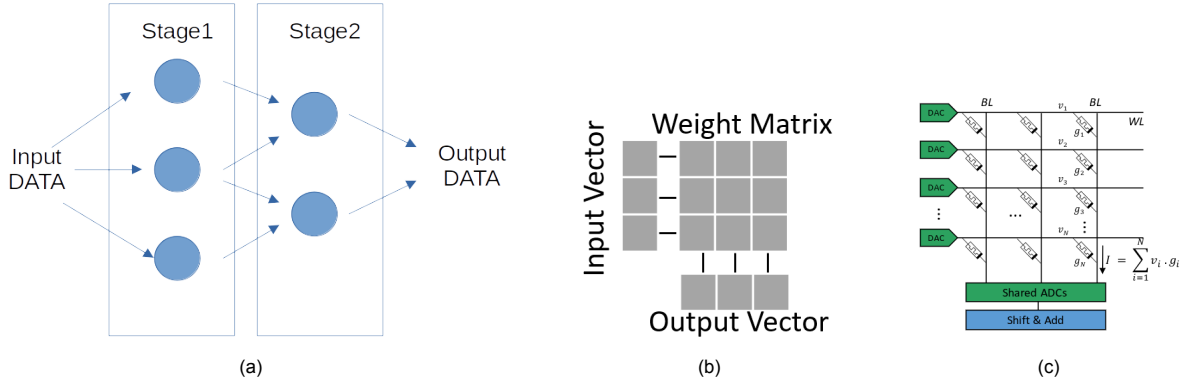 Stage1
Stage2
Input
DATA
Output
DATA
(a)
Weight Matrix
Input Vector
Output Vector
(b)
BL
v1
BL
DAC
WL
g1
v2
DAC
g2
v3
DAC
g3
⋮
...
⋮
vN
DAC
gN
I = ∑_{i=1}^{N} vi . gi
Shared ADCs
Shift & Add
(c)